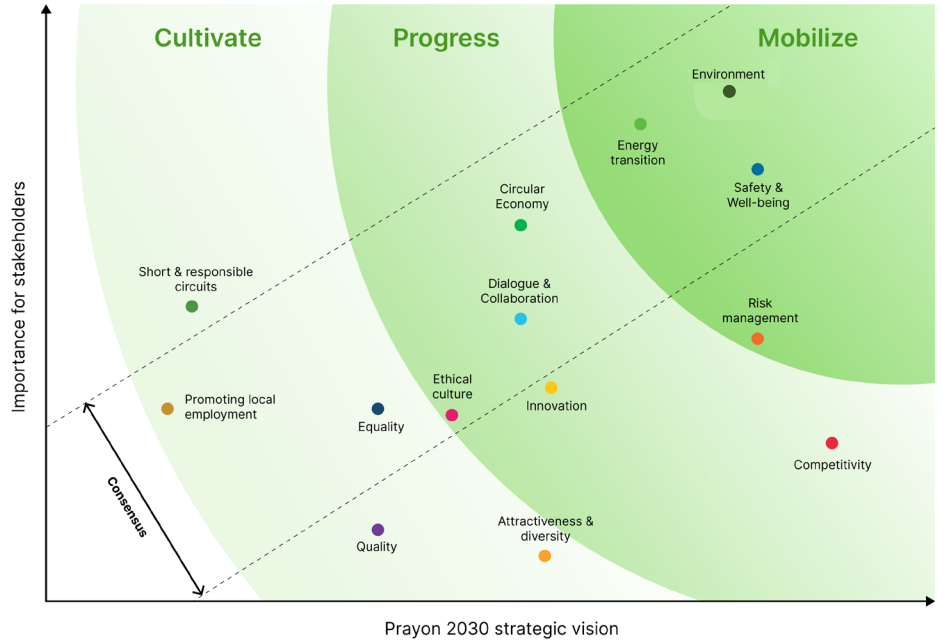 Cultivate
Progress
Mobilize
Environment
Energy
transition
Safety &
Well-being
Circular
Economy
Short & responsible
circuits
Dialogue &
Collaboration
Risk
management
Ethical
culture
Promoting local
employment
Innovation
Equality
Competitivity
Attractiveness &
diversity
Quality
Consensus
Importance for stakeholders
Prayon 2030 strategic vision